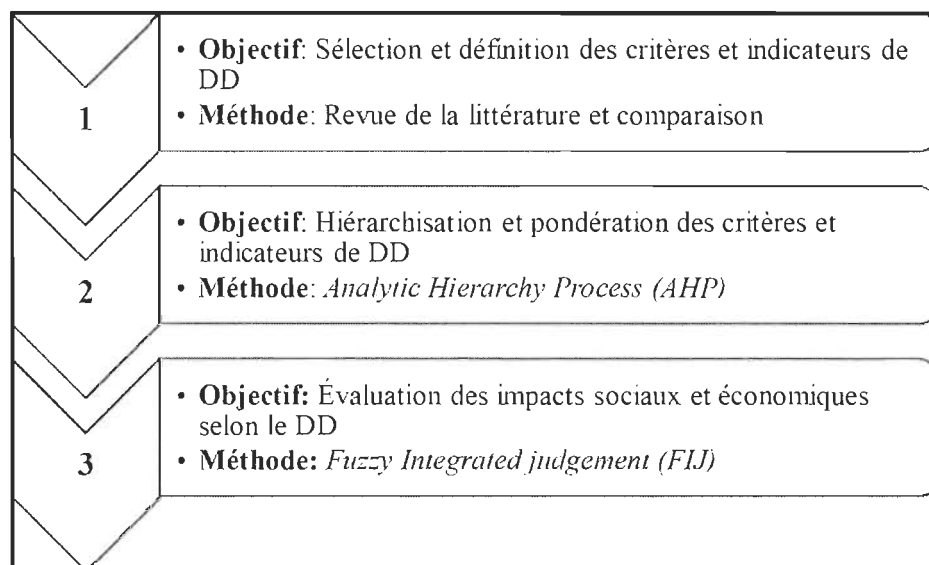 1
• Objectif: Sélection et définition des critères et indicateurs de
DD
• Méthode: Revue de la littérature et comparaison
2
• Objectif: Hiérarchisation et pondération des critères et
indicateurs de DD
• Méthode: Analytic Hierarchy Process (AHP)
3
• Objectif: Évaluation des impacts sociaux et économiques
selon le DD
• Méthode: Fuzzy Integrated judgement (FIJ)